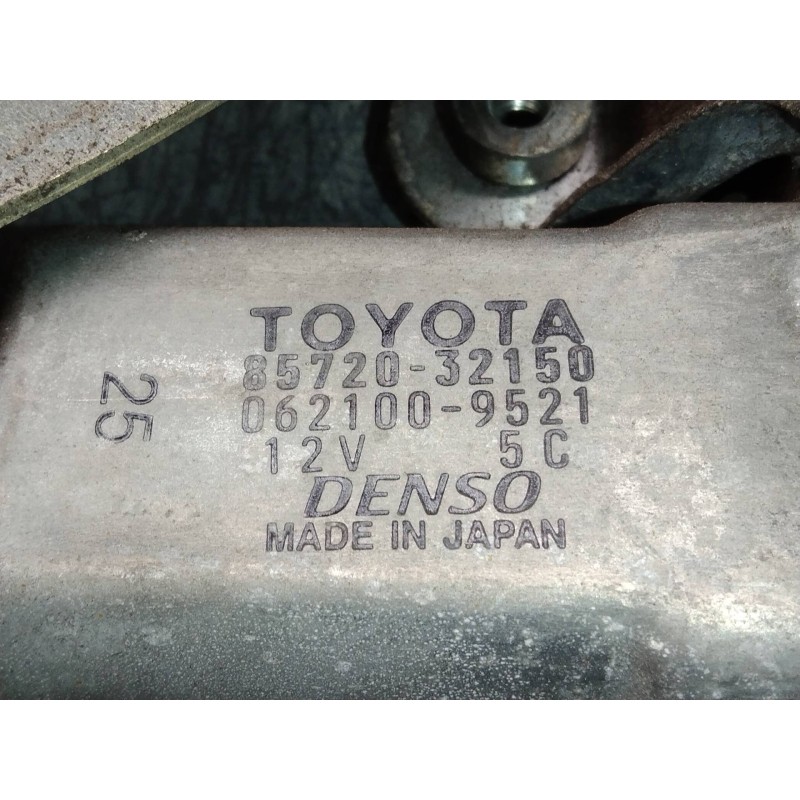 TOYOTA
85720-32150
062100-9521
12V 5C
DENSO
MADE IN JAPAN
25